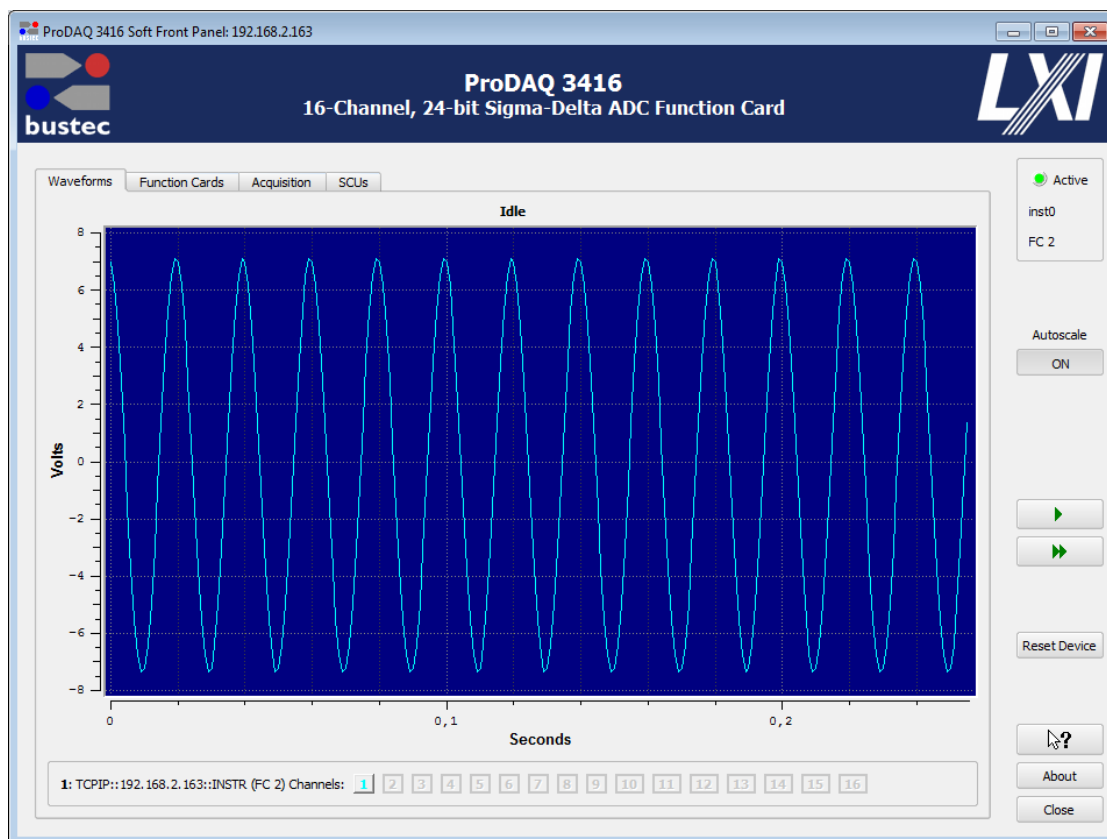 ProDAQ 3416 Soft Front Panel: 192.168.2.163
bustec
ProDAQ 3416
16-Channel, 24-bit Sigma-Delta ADC Function Card
LXI
Waveforms Function Cards Acquisition SCUs
Active
inst0
FC 2
Idle
8
6
4
2
0
−2
−4
−6
−8
Volts
0 0,1 0,2
Seconds
Autoscale
ON
Reset Device
?
About
Close
1: TCPIP::192.168.2.163::INSTR (FC 2) Channels: 1 2 3 4 5 6 7 8 9 10 11 12 13 14 15 16